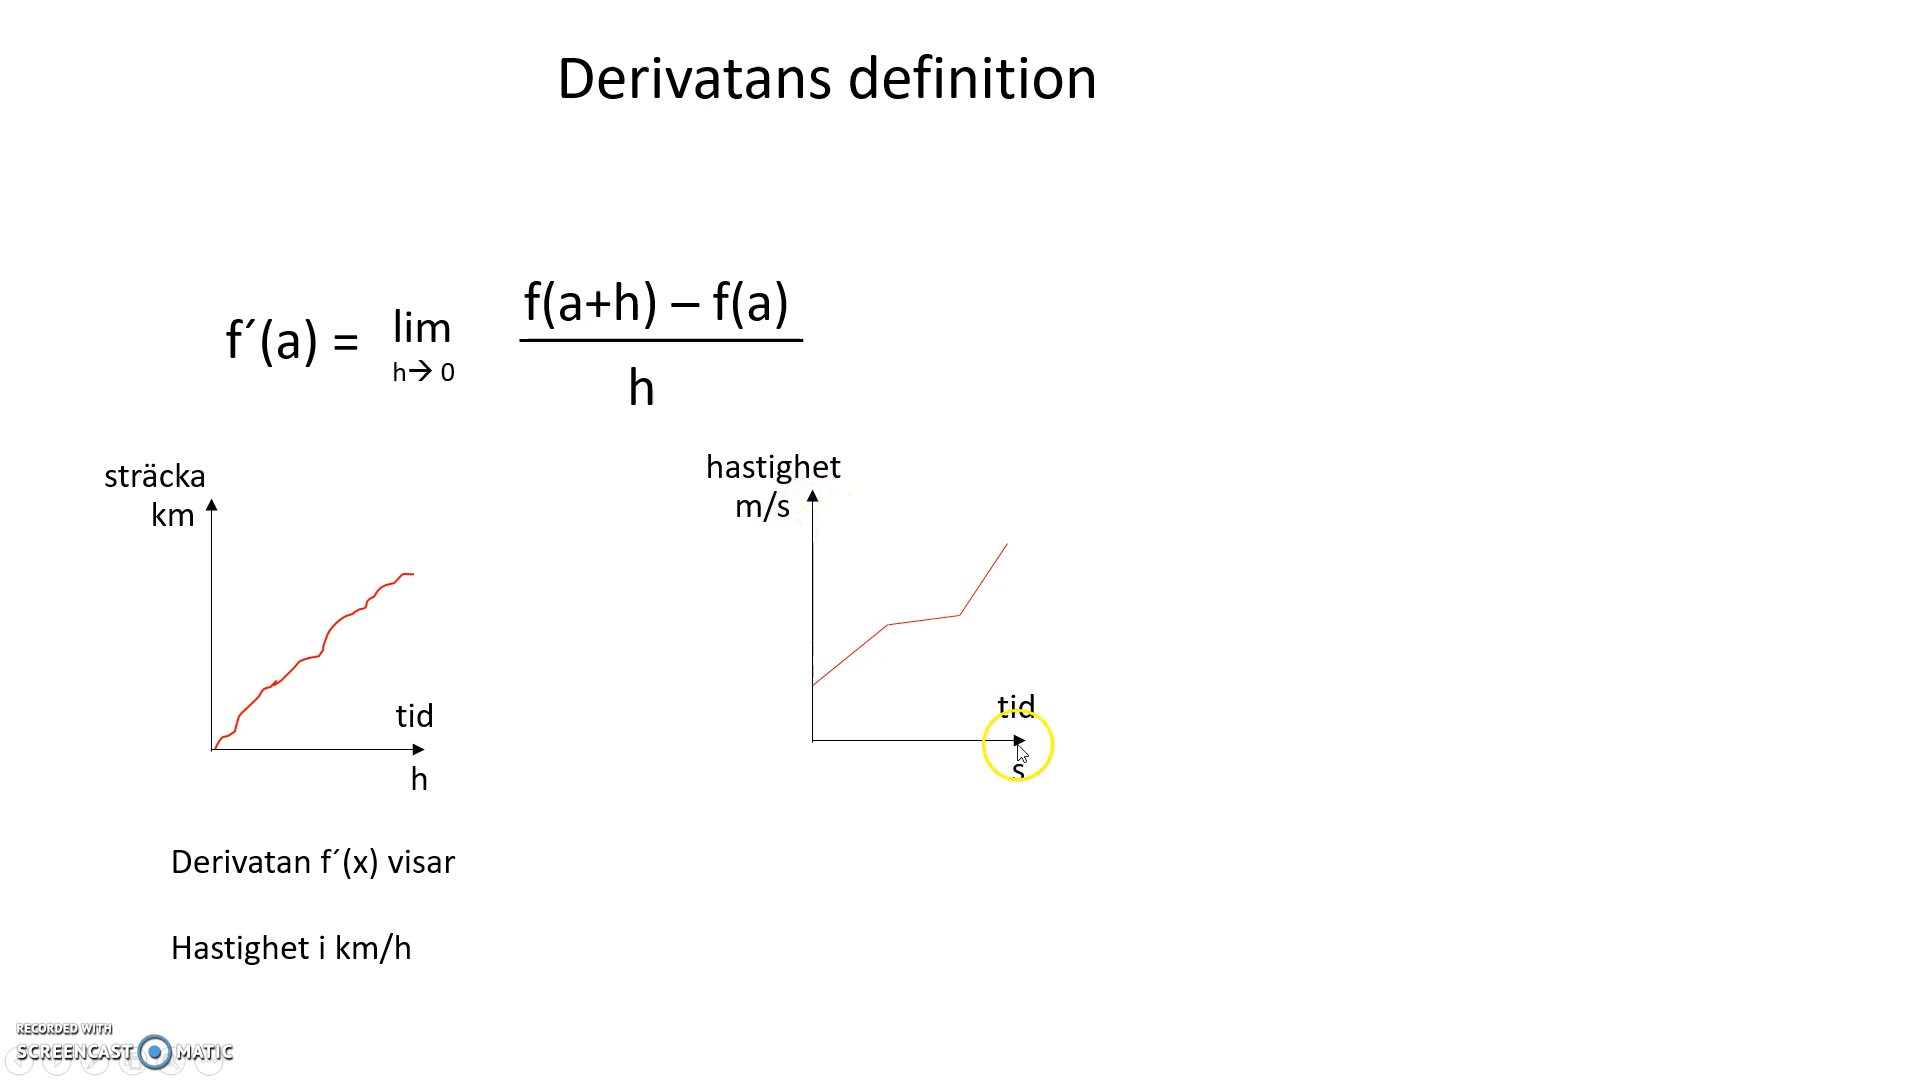 Derivatans definition
f´(a) = lim h→ 0
f(a+h) – f(a)
h
sträcka
km
tid
h
hastighet
m/s
tid
s
Derivatan f´(x) visar
Hastighet i km/h
RECORDED WITH
SCREENCAST MATIC